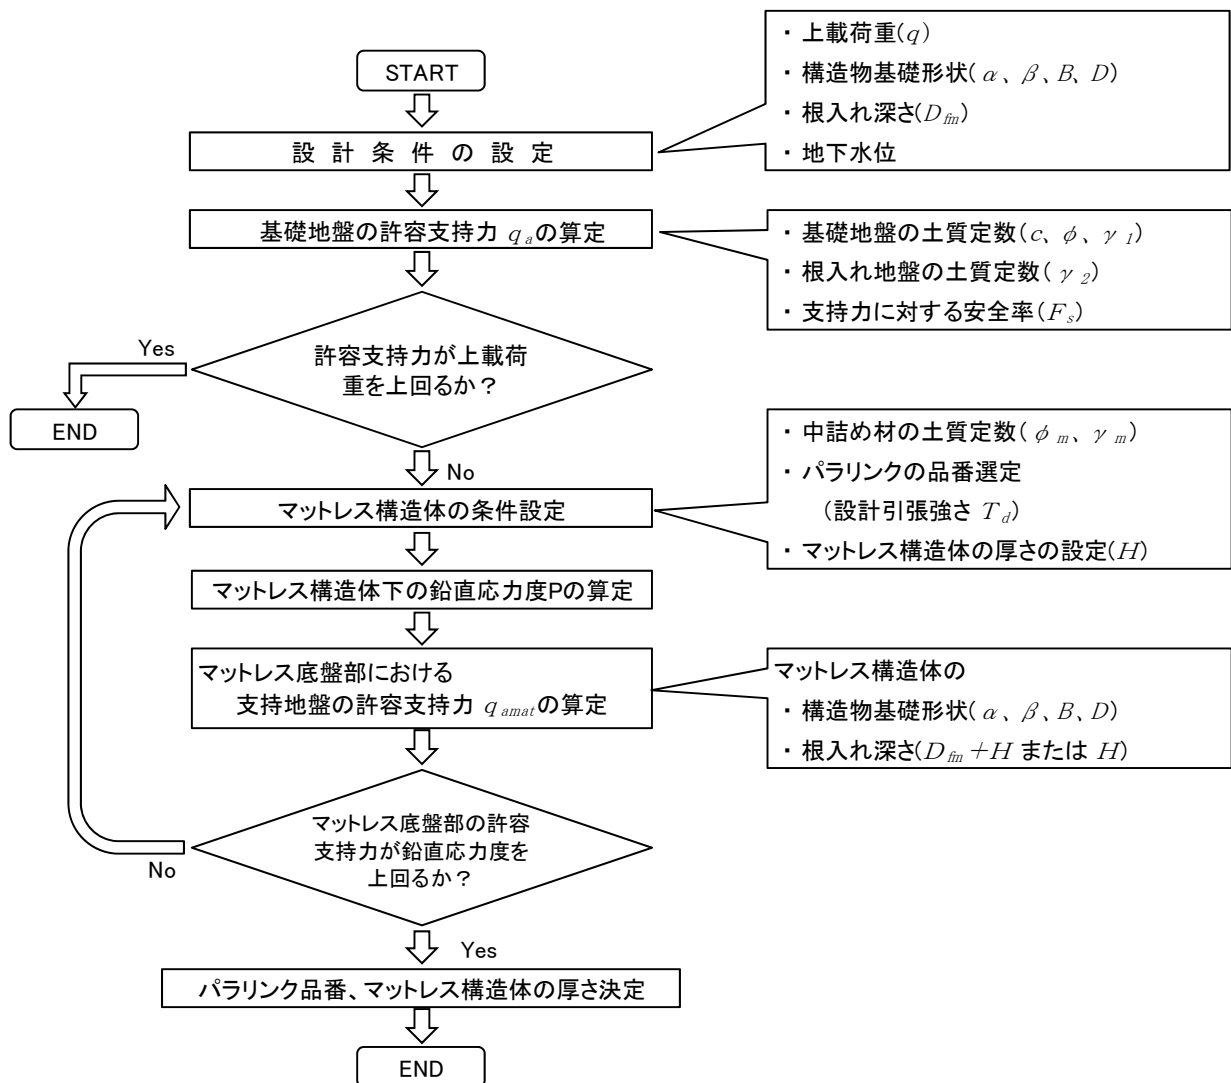 START
・ 上載荷重(q)
・ 構造物基礎形状( α 、 β 、 B、 D)
・ 根入れ深さ(D fm)
・ 地下水位
設 計 条 件 の 設 定
基礎地盤の許容支持力 q aの算定
・ 基礎地盤の土質定数(c、 φ 、 γ 1)
・ 根入れ地盤の土質定数( γ 2)
・ 支持力に対する安全率(F s)
Yes
許容支持力が上載荷
重を上回るか?
END
No
・ 中詰め材の土質定数( φ m 、 γ m)
・ パラリンクの品番選定
(設計引張強さ T d)
・ マットレス構造体の厚さの設定(H)
マットレス構造体の条件設定
マットレス構造体下の鉛直応力度Pの算定
マットレス底盤部における
支持地盤の許容支持力 q amatの算定
マットレス構造体の
・ 構造物基礎形状( α 、 β 、 B、 D)
・ 根入れ深さ(D fm +H または H)
マットレス底盤部の許容
支持力が鉛直応力度を
上回るか?
No
Yes
パラリンク品番、マットレス構造体の厚さ決定
END